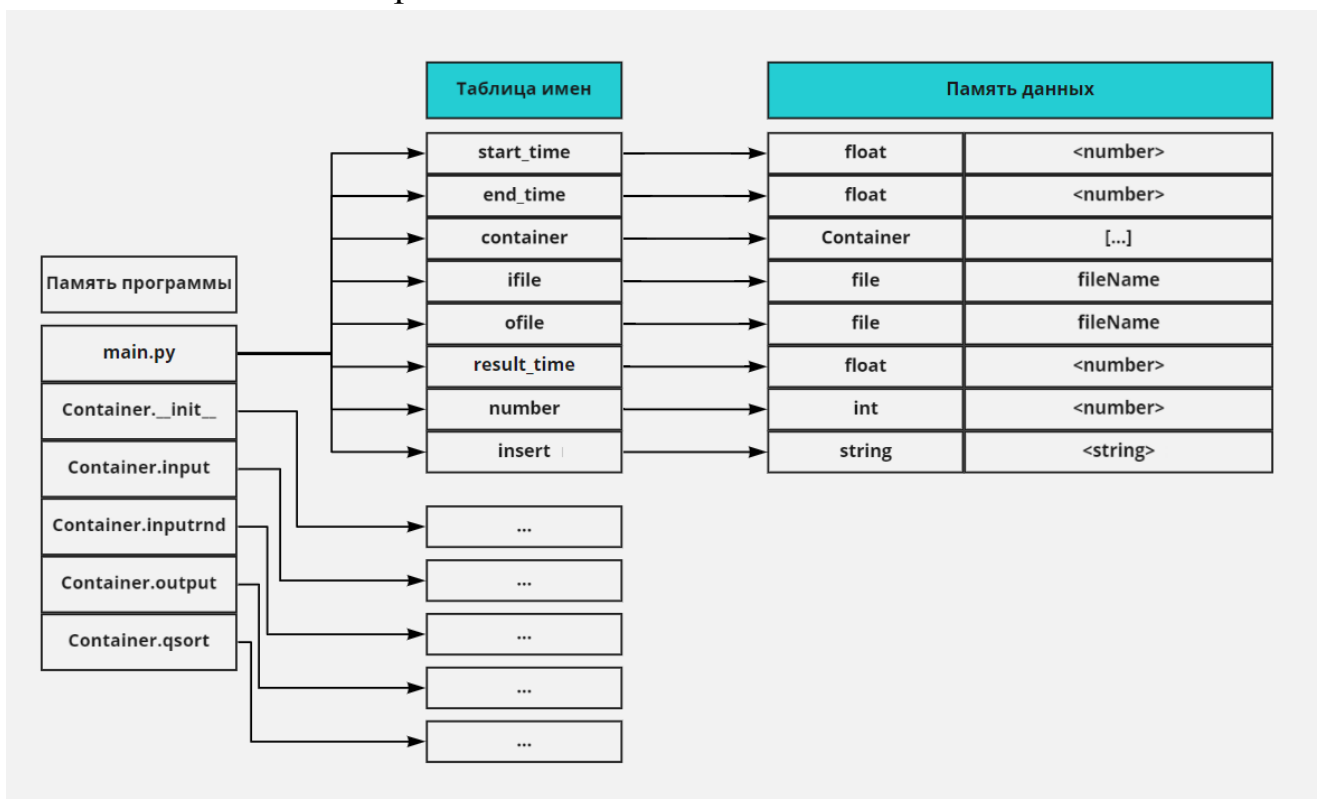 Таблица имен
Память данных
start_time float <number>
end_time float <number>
container Container [...]
ifile file fileName
ofile file fileName
result_time float <number>
number int <number>
insert string <string>
Память программы
main.py
Container.__init__
Container.input
Container.inputrnd
Container.output
Container.qsort
...
...
...
...
...